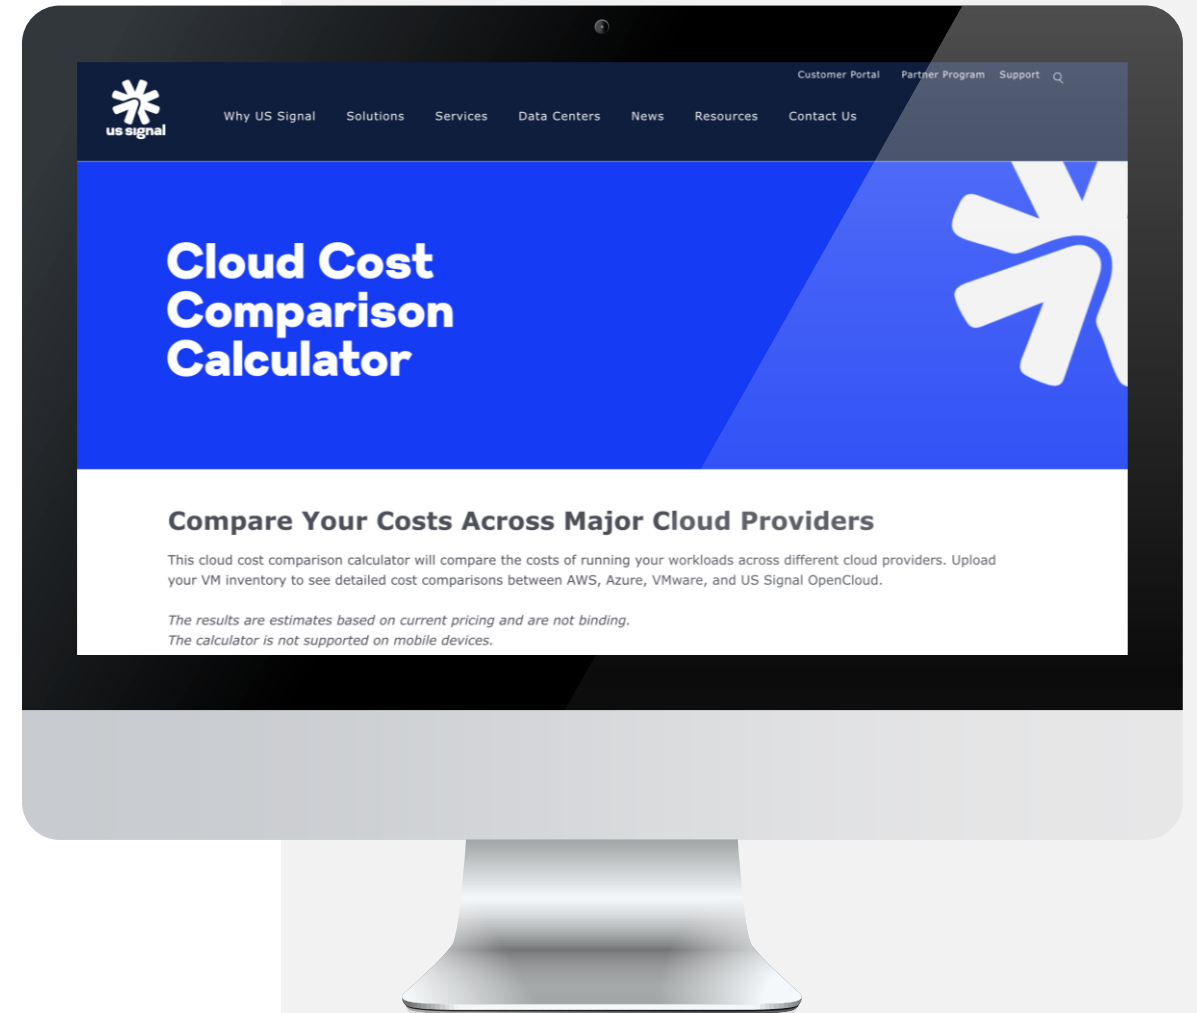 Customer Portal Partner Program Support
us signal
Why US Signal Solutions Services Data Centers News Resources Contact Us
Cloud Cost
Comparison
Calculator
Compare Your Costs Across Major Cloud Providers
This cloud cost comparison calculator will compare the costs of running your workloads across different cloud providers. Upload
your VM inventory to see detailed cost comparisons between AWS, Azure, VMware, and US Signal OpenCloud.
The results are estimates based on current pricing and are not binding.
The calculator is not supported on mobile devices.